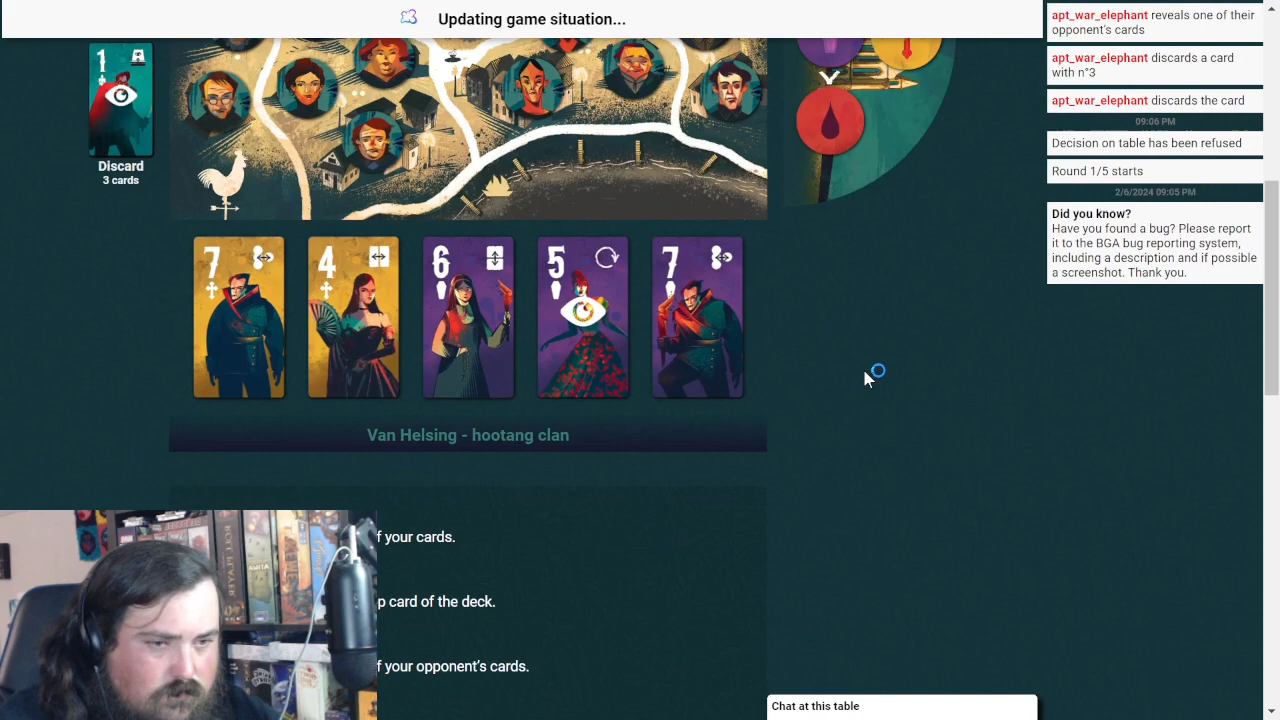 Updating game situation...
apt_war_elephant reveals one of their
opponent's cards
apt_war_elephant discards a card
with n°3
apt_war_elephant discards the card
09:06 PM
Decision on table has been refused
Round 1/5 starts
2/6/2024 09:05 PM
Did you know?
Have you found a bug? Please report
it to the BGA bug reporting system,
including a description and if possible
a screenshot. Thank you.
1
Discard
3 cards
7
4
6
5
7
Van Helsing - hootang clan
f your cards.
p card of the deck.
f your opponent's cards.
Chat at this table